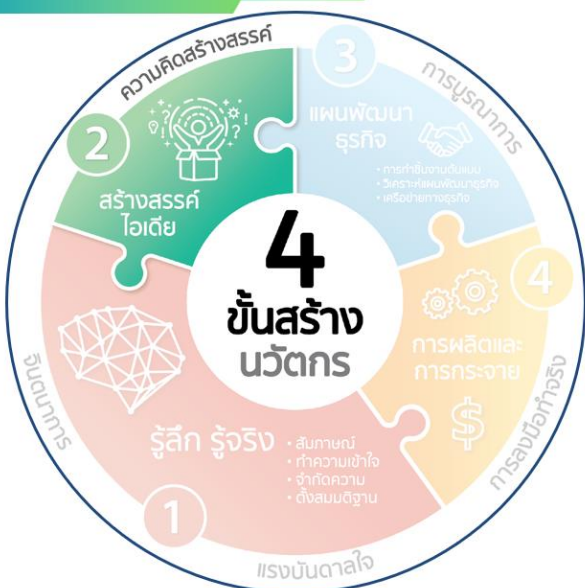 4
ขั้นสร้าง
นวัตกร
แรงบันดาลใจ
จินตนาการ
1
รู้ลึก รู้จริง
• สัมภาษณ์
• ทำความเข้าใจ
• จำกัดความ
• ตั้งสมมติฐาน
ความคิดสร้างสรรค์
2
สร้างสรรค์
ไอเดีย
การบูรณาการ
3
แผนพัฒนา
ธุรกิจ
• การทำชิ้นงานต้นแบบ
• วิเคราะห์แผนพัฒนาธุรกิจ
• เครือข่ายทางธุรกิจ
การลงมือทำจริง
4
การผลิตและ
การกระจาย
$